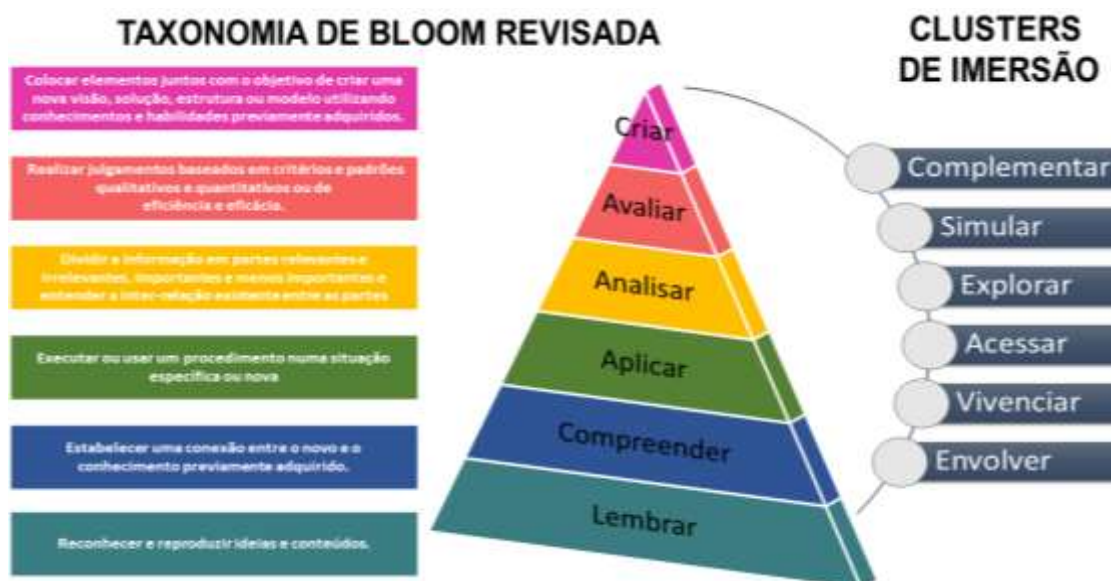 TAXONOMIA DE BLOOM REVISADA
CLUSTERS
DE IMERSÃO
Colocar elementos juntos com o objetivo de criar uma
nova visão, solução, estrutura ou modelo utilizando
conhecimentos e habilidades previamente adquiridos.
Realizar julgamentos baseados em critérios e padrões
qualitativos e quantitativos ou de
eficiência e eficácia.
Dividir a informação em partes relevantes e
irrelevantes, importantes e menos importantes e
entender a inter-relação existente entre as partes
Executar ou usar um procedimento numa situação
específica ou nova
Estabelecer uma conexão entre o novo e o
conhecimento previamente adquirido.
Reconhecer e reproduzir ideias e conteúdos.
Criar
Avaliar
Analisar
Aplicar
Compreender
Lembrar
Complementar
Simular
Explorar
Acessar
Vivenciar
Envolver